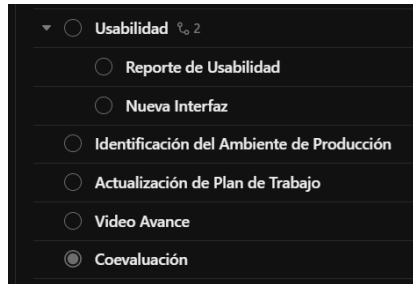 Usabilidad 2
Reporte de Usabilidad
Nueva Interfaz
Identificación del Ambiente de Producción
Actualización de Plan de Trabajo
Video Avance
Coevaluación